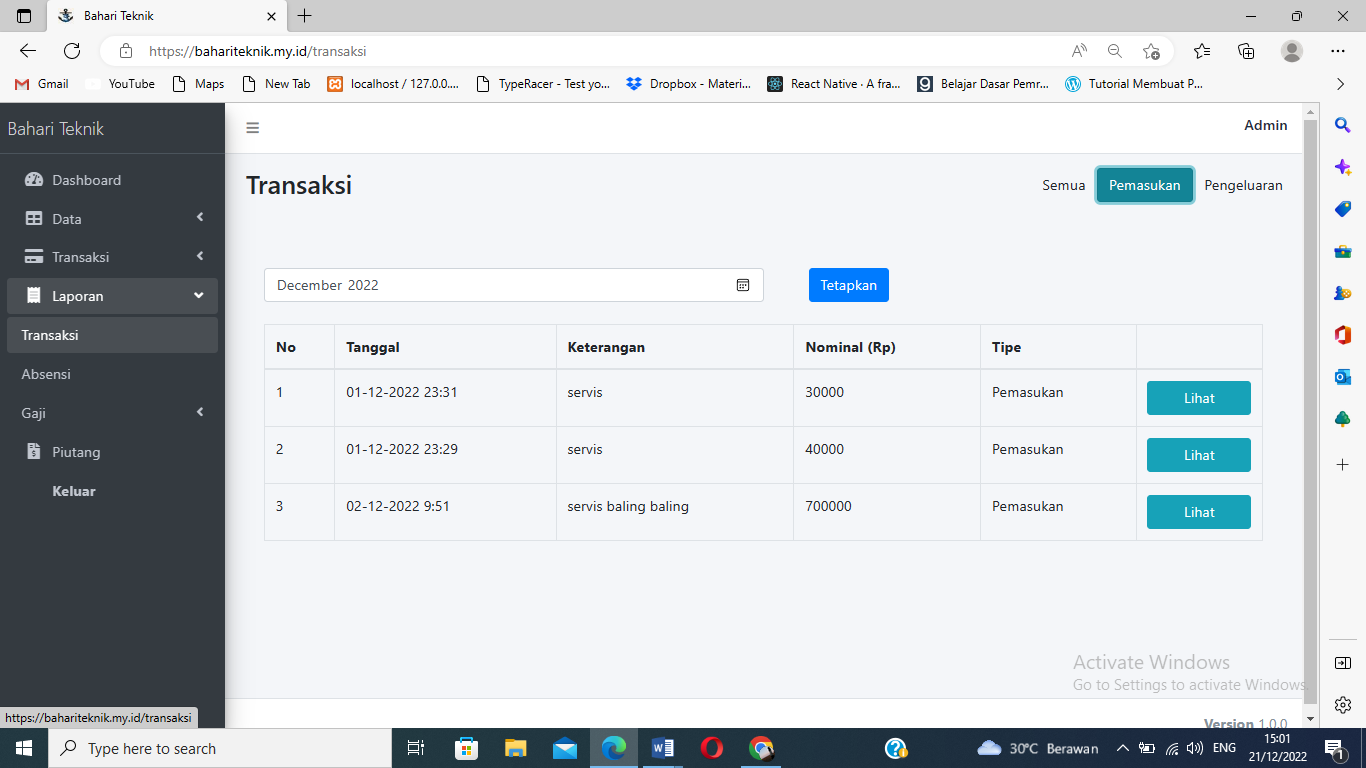 Bahari Teknik
https://bahariteknik.my.id/transaksi
Gmail YouTube Maps New Tab localhost / 127.0.0.... TypeRacer - Test yo... Dropbox - Materi... React Native · A fra... Belajar Dasar Pemr... Tutorial Membuat P...
Bahari Teknik
Admin
Dashboard
Data
Transaksi
Laporan
Transaksi
Absensi
Gaji
Piutang
Keluar
Transaksi
Semua Pemasukan Pengeluaran
December 2022 Tetapkan
No Tanggal Keterangan Nominal (Rp) Tipe
1 01-12-2022 23:31 servis 30000 Pemasukan Lihat
2 01-12-2022 23:29 servis 40000 Pemasukan Lihat
3 02-12-2022 9:51 servis baling baling 700000 Pemasukan Lihat
Activate Windows
Go to Settings to activate Windows.
Version 1.0.0
https://bahariteknik.my.id/transaksi
Type here to search
30°C Berawan
ENG
15:01
21/12/2022
1